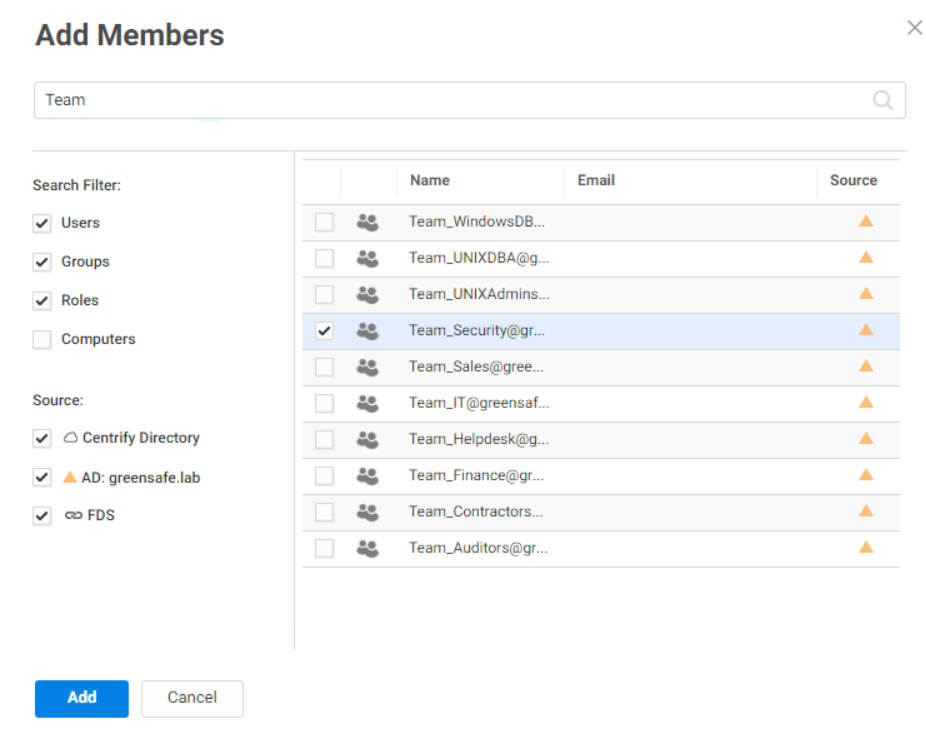 Add Members
Team
Search Filter:
Users
Groups
Roles
Computers
Source:
Centrify Directory
AD: greensafe.lab
FDS
Name Email Source
Team_WindowsDB...
Team_UNIXDBA@g...
Team_UNIXAdmins...
Team_Security@gr...
Team_Sales@gree...
Team_IT@greensaf...
Team_Helpdesk@g...
Team_Finance@gr...
Team_Contractors...
Team_Auditors@gr...
Add Cancel